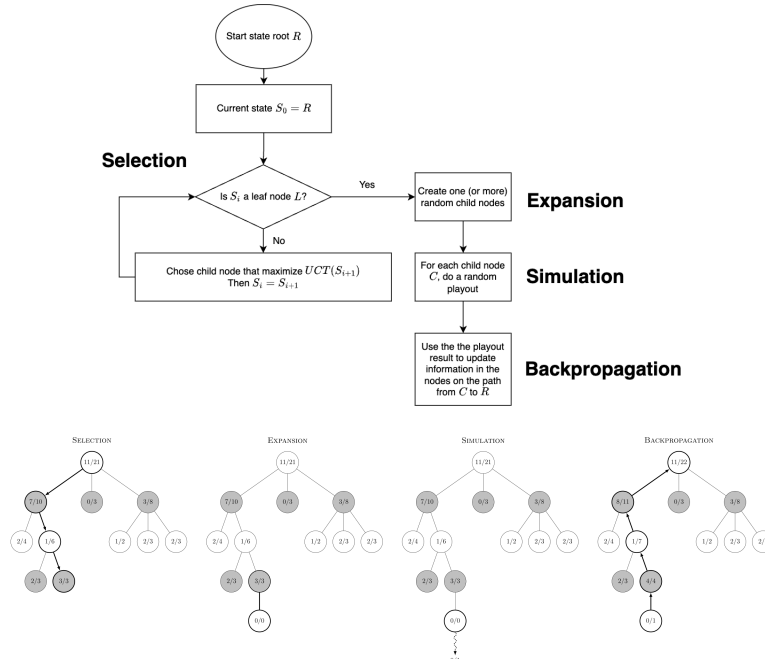 Start state root R
Current state S₀ = R
Selection
Is Sᵢ a leaf node L?
Yes
No
Chose child node that maximize UCT(Sᵢ₊₁)
Then Sᵢ = Sᵢ₊₁
Create one (or more)
random child nodes
Expansion
For each child node
C, do a random
playout
Simulation
Use the the playout
result to update
information in the
nodes on the path
from C to R
Backpropagation
SELECTION
11/21
7/10
0/3
3/8
2/4
1/6
1/2
2/3
2/3
2/3
3/3
EXPANSION
11/21
7/10
0/3
3/8
2/4
1/6
1/2
2/3
2/3
2/3
3/3
0/0
SIMULATION
11/21
7/10
0/3
3/8
2/4
1/6
1/2
2/3
2/3
2/3
3/3
0/0
BACKPROPAGATION
11/22
8/11
0/3
3/8
2/4
1/7
1/2
2/3
2/3
4/4
0/1